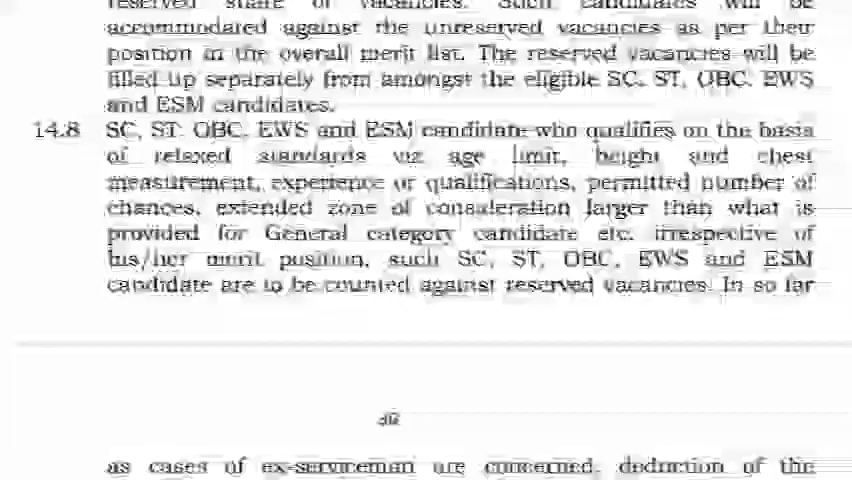 reserved share of vacancies. Such candidates will be
accommodated against the unreserved vacancies as per their
position in the overall merit list. The reserved vacancies will be
filled up separately from amongst the eligible SC, ST, OBC, EWS
and ESM candidates.
14.8 SC, ST, OBC, EWS and ESM candidate who qualifies on the basis
of relaxed standards viz age limit, height and chest
measurement, experience or qualifications, permitted number of
chances, extended zone of consideration larger than what is
provided for General category candidate etc. irrespective of
his/her merit position, such SC, ST, OBC, EWS and ESM
candidate are to be counted against reserved vacancies. In so far
as cases of ex-serviceman are concerned, deduction of the